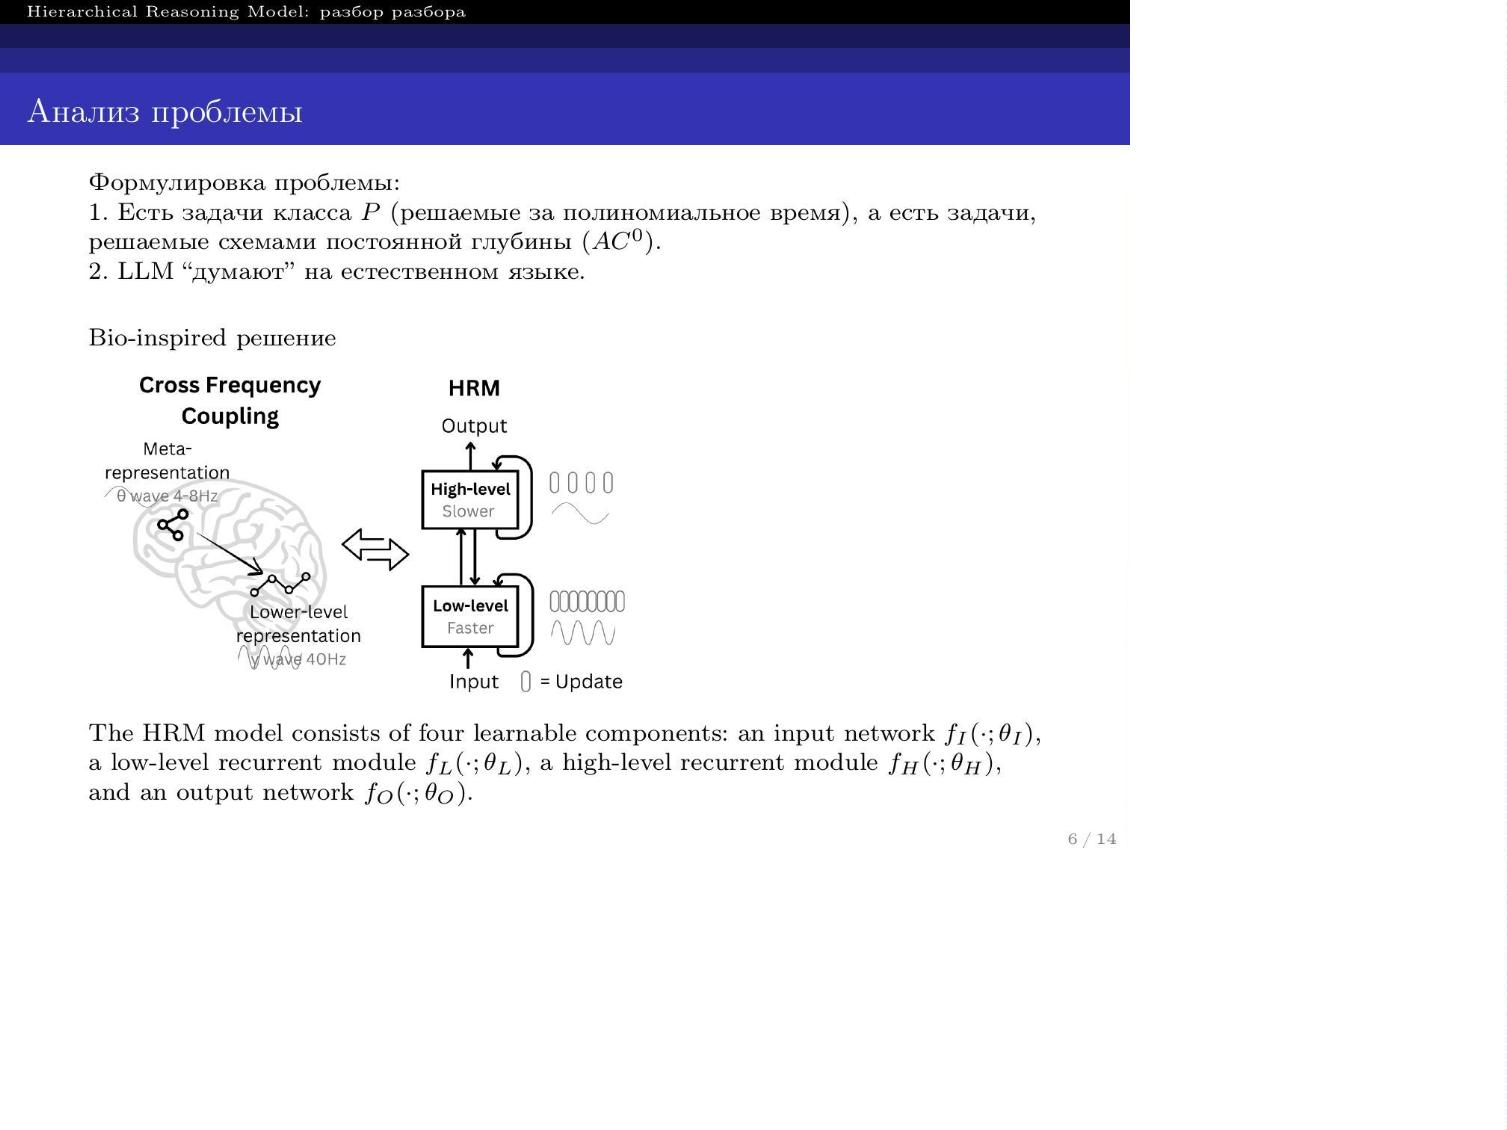 Hierarchical Reasoning Model: разбор разбора
Анализ проблемы
Формулировка проблемы:
1. Есть задачи класса P (решаемые за полиномиальное время), а есть задачи,
решаемые схемами постоянной глубины (AC⁰).
2. LLM “думают” на естественном языке.
Bio-inspired решение
Cross Frequency
Coupling
Meta-
representation
θ wave 4-8Hz
Lower-level
representation
γ wave 40Hz
HRM
Output
High-level
Slower
Low-level
Faster
Input
= Update
The HRM model consists of four learnable components: an input network f_I(·; θ_I),
a low-level recurrent module f_L(·; θ_L), a high-level recurrent module f_H(·; θ_H),
and an output network f_O(·; θ_O).
6 / 14